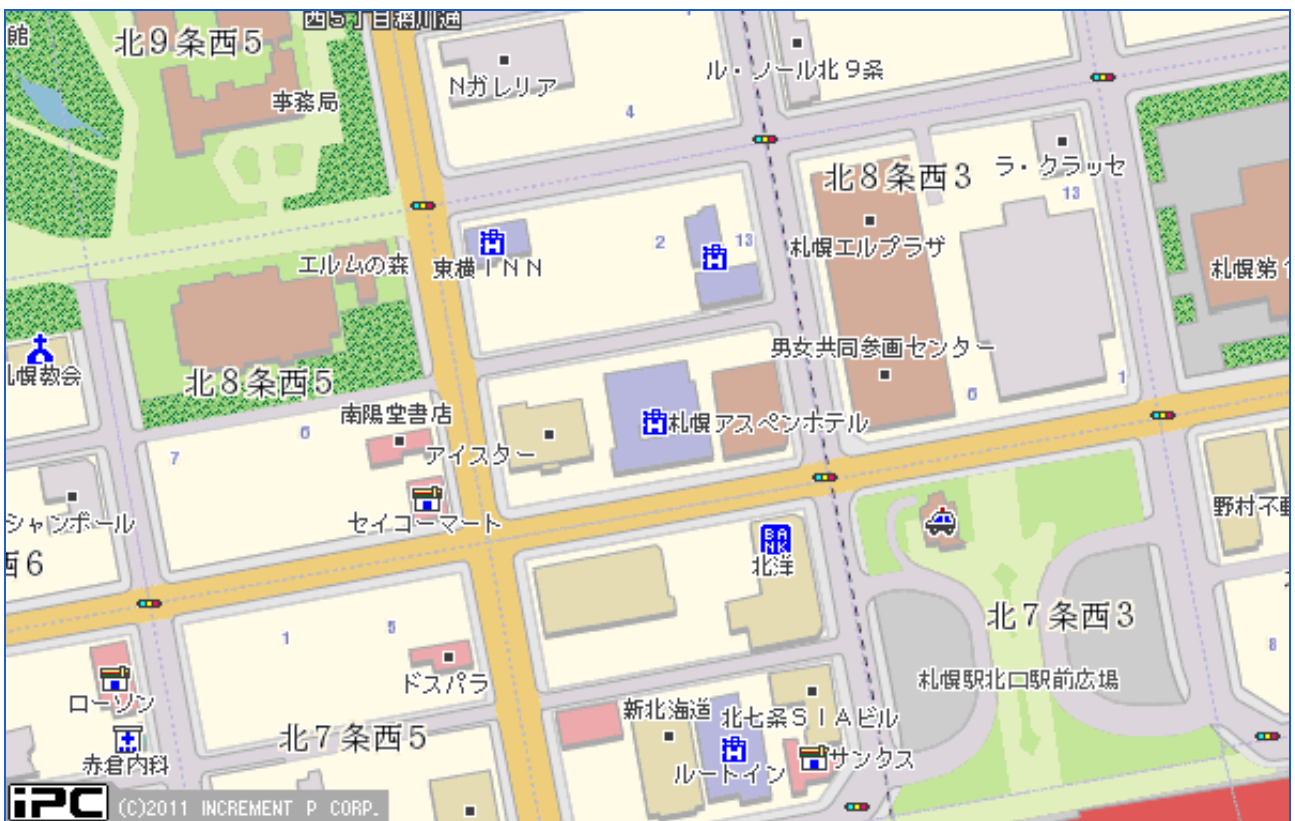 西5丁目樽川通
館
北9条西5
Nガレリア
ル・ノール北9条
事務局
4
北8条西3
ラ・クラッセ
13
エルムの森
東横INN
2
13
札幌エルプラザ
札幌第1
札幌教会
北8条西5
男女共同参画センター
南陽堂書店
6
アイスター
札幌アスペンホテル
6
1
7
シャンボール
セイコーマート
BANK
北洋
野村不動
西6
北7条西3
1
5
8
ドスパラ
札幌駅北口駅前広場
ローソン
新北海道
北七条SIAビル
北7条西5
赤倉内科
ルートイン
サンクス
iPC
(C)2011 INCREMENT P CORP.